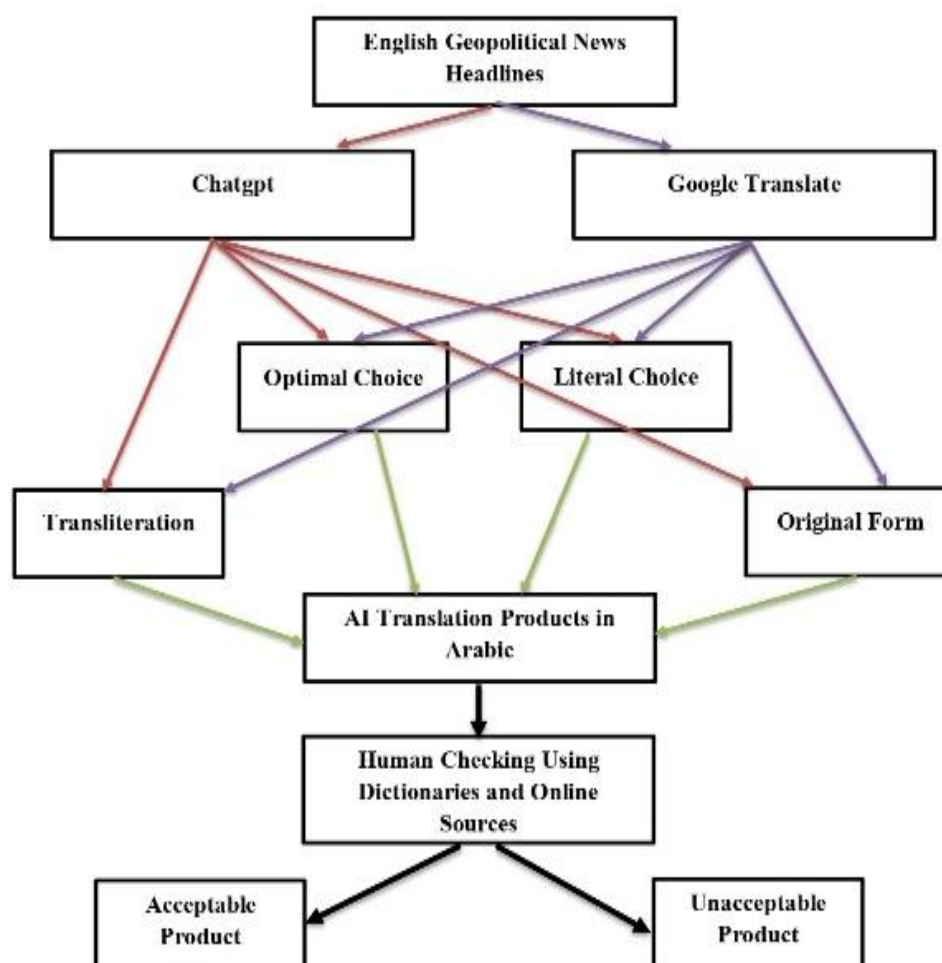 English Geopolitical News
Headlines
Chatgpt
Google Translate
Optimal Choice
Literal Choice
Transliteration
Original Form
AI Translation Products in
Arabic
Human Checking Using
Dictionaries and Online
Sources
Acceptable
Product
Unacceptable
Product